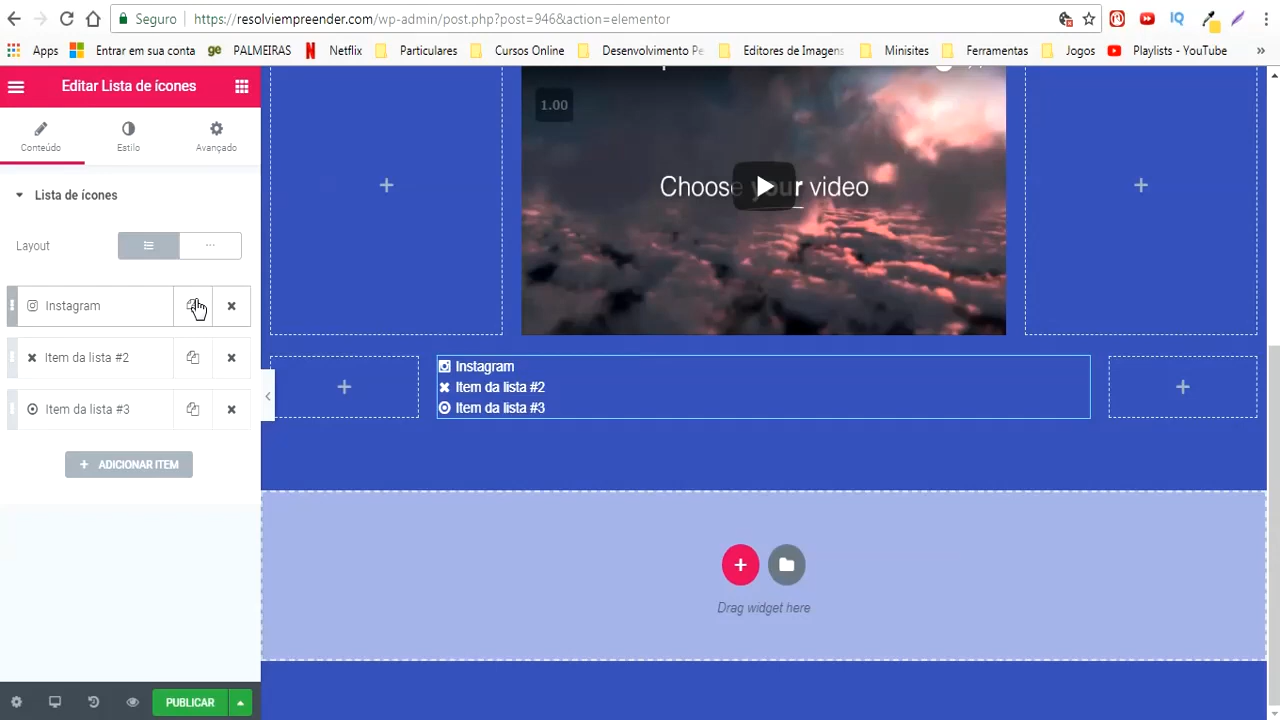 Seguro https://resolviempreender.com/wp-admin/post.php?post=946&action=elementor
Apps Entrar em sua conta ge PALMEIRAS Netflix Particulares Cursos Online Desenvolvimento Pe Editores de Imagens Minisites Ferramentas Jogos Playlists - YouTube »
Editar Lista de ícones
Conteúdo Estilo Avançado
Lista de ícones
Layout
Instagram
Item da lista #2
Item da lista #3
ADICIONAR ITEM
PUBLICAR
1.00
Choose your video
Instagram
Item da lista #2
Item da lista #3
Drag widget here